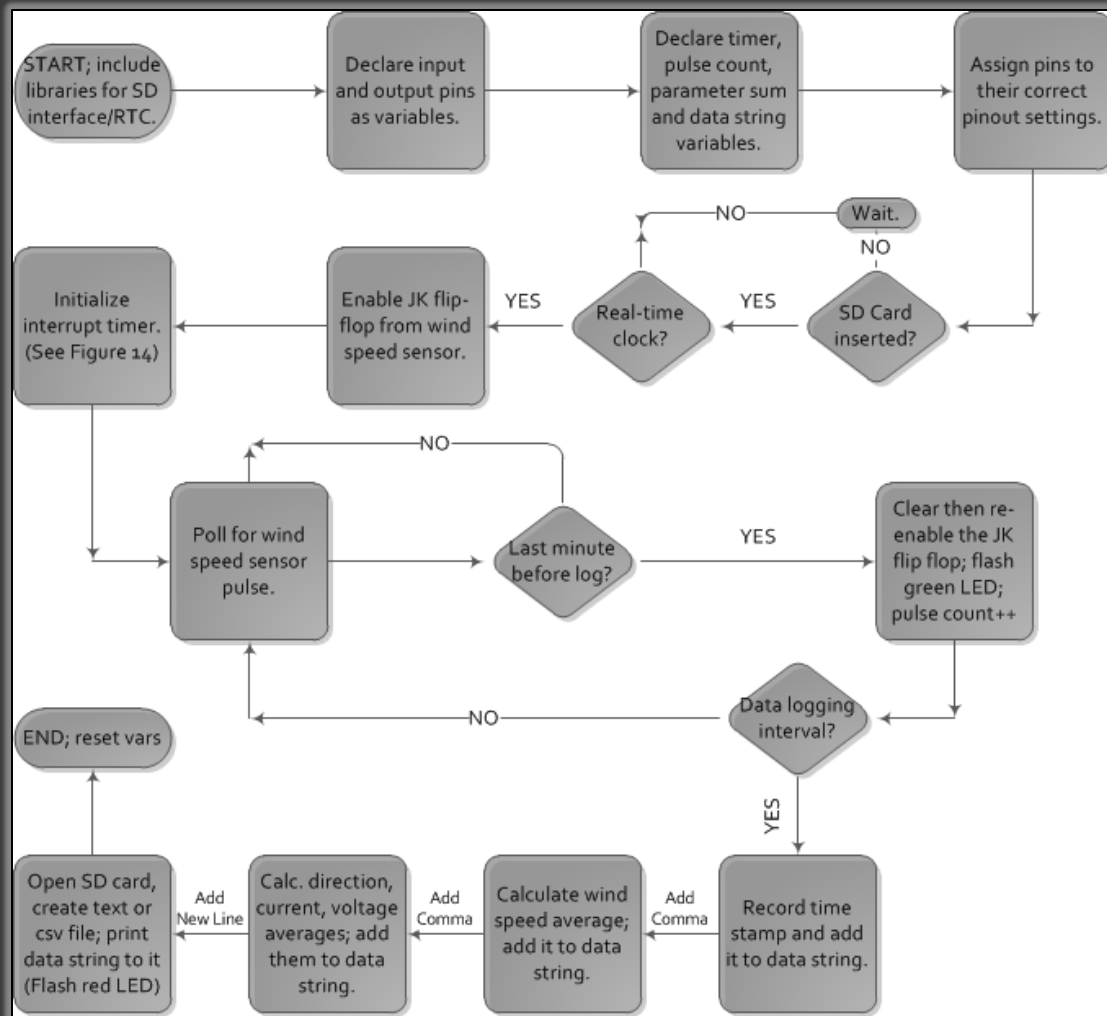 START; include
libraries for SD
interface/RTC.
Declare input
and output pins
as variables.
Declare timer,
pulse count,
parameter sum
and data string
variables.
Assign pins to
their correct
pinout settings.
NO
Wait.
NO
Initialize
interrupt timer.
(See Figure 14)
Enable JK flip-
flop from wind
speed sensor.
YES
Real-time
clock?
YES
SD Card
inserted?
NO
Poll for wind
speed sensor
pulse.
Last minute
before log?
YES
Clear then re-
enable the JK
flip flop; flash
green LED;
pulse count++
END; reset vars
NO
Data logging
interval?
YES
Open SD card,
create text or
csv file; print
data string to it
(Flash red LED)
Add
New Line
Calc. direction,
current, voltage
averages; add
them to data
string.
Add
Comma
Calculate wind
speed average;
add it to data
string.
Add
Comma
Record time
stamp and add
it to data string.